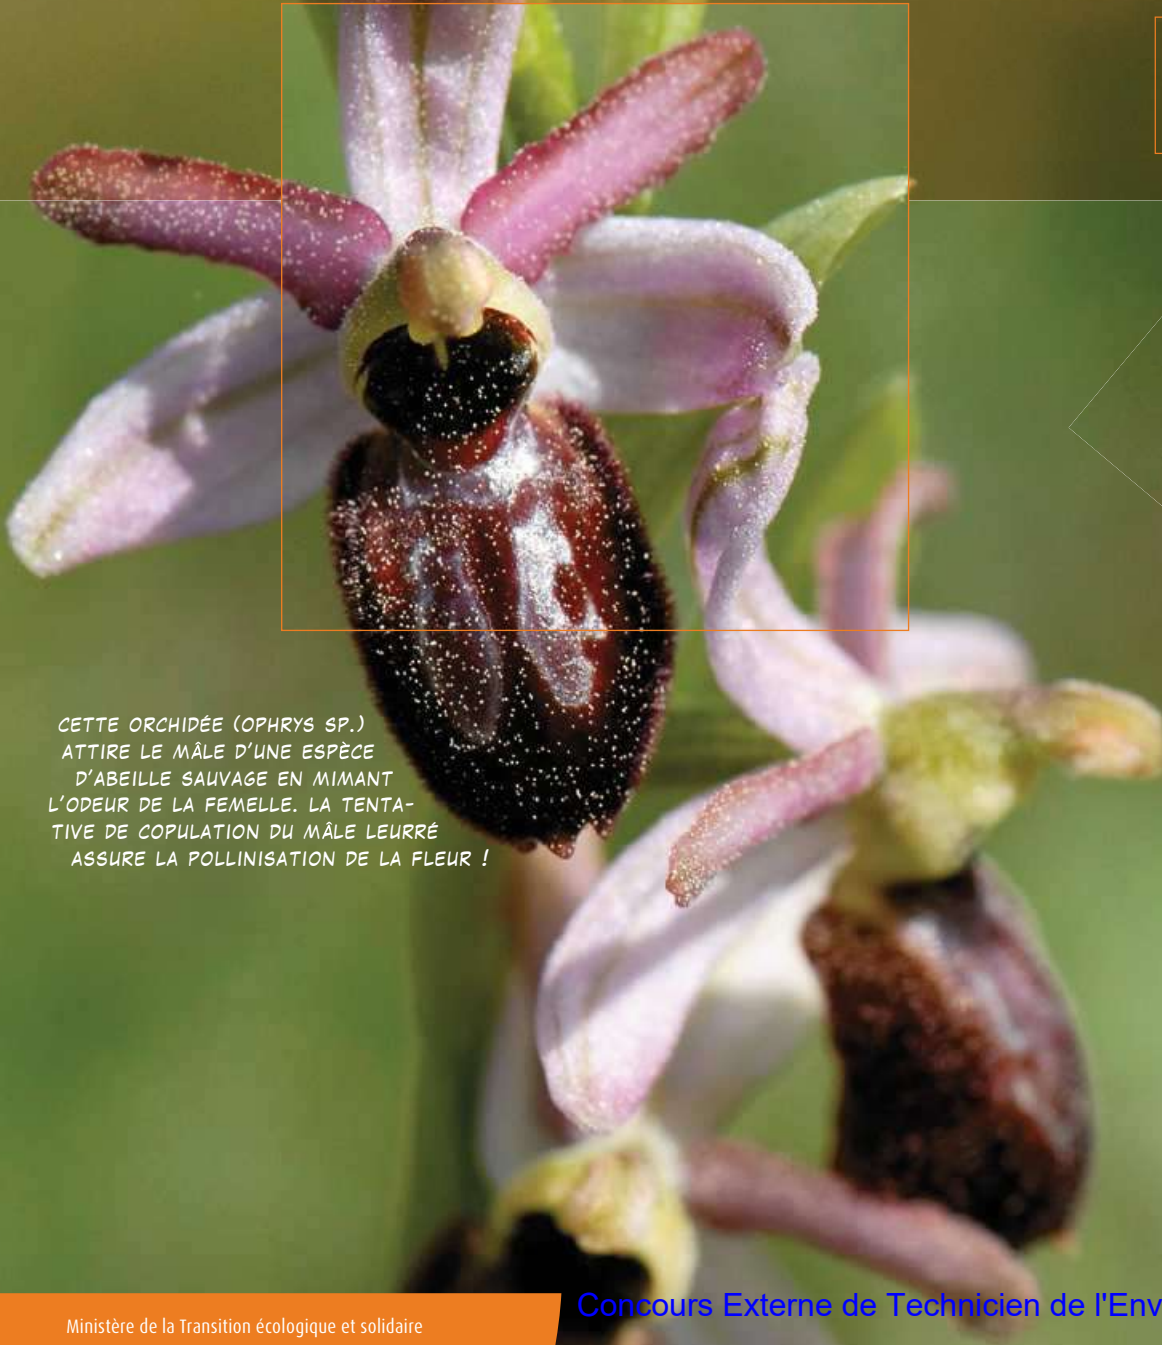 CETTE ORCHIDÉE (OPHRYS SP.)
ATTIRE LE MÂLE D'UNE ESPÈCE
D'ABEILLE SAUVAGE EN MIMANT
L'ODEUR DE LA FEMELLE. LA TENTA-
TIVE DE COPULATION DU MÂLE LEURRÉ
ASSURE LA POLLINISATION DE LA FLEUR !
Ministère de la Transition écologique et solidaire
Concours Externe de Technicien de l'Env